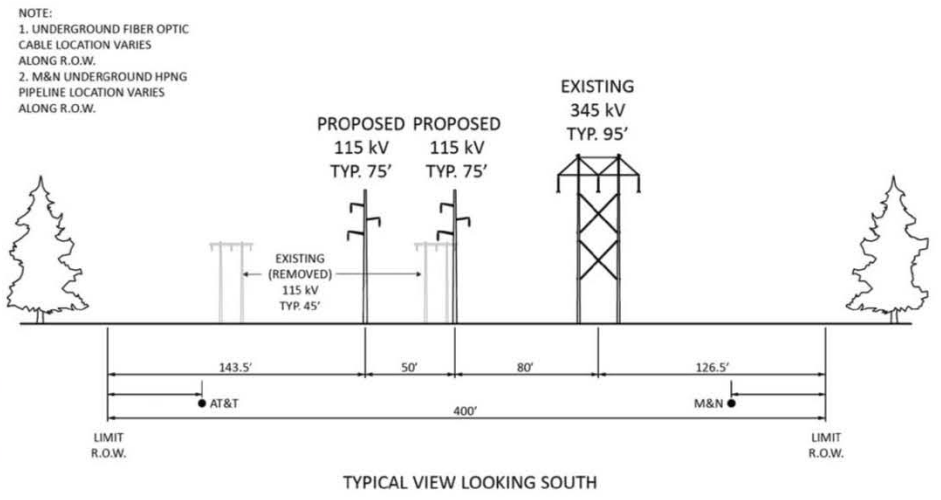 NOTE:
1. UNDERGROUND FIBER OPTIC
CABLE LOCATION VARIES
ALONG R.O.W.
2. M&N UNDERGROUND HPNG
PIPELINE LOCATION VARIES
ALONG R.O.W.
PROPOSED
115 kV
TYP. 75'
PROPOSED
115 kV
TYP. 75'
EXISTING
345 kV
TYP. 95'
EXISTING
(REMOVED)
115 kV
TYP. 45'
143.5'
50'
80'
126.5'
AT&T
M&N
400'
LIMIT
R.O.W.
LIMIT
R.O.W.
TYPICAL VIEW LOOKING SOUTH